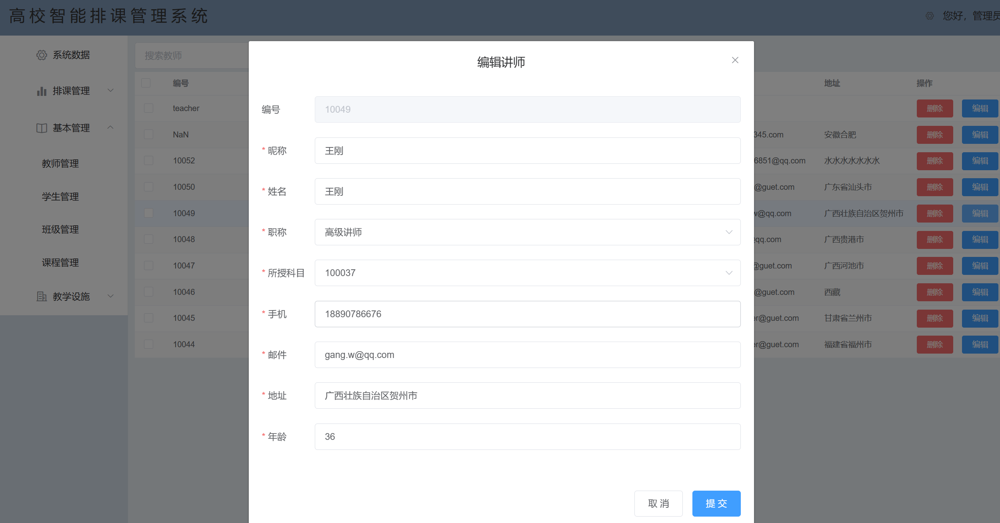 高校智能排课管理系统
您好，管理员
系统数据
排课管理
基本管理
教师管理
学生管理
班级管理
课程管理
教学设施
搜索教师
编号 地址 操作
teacher 删除 编辑
NaN 345.com 安徽合肥 删除 编辑
10052 6851@qq.com 水水水水水水水 删除 编辑
10050 @guet.com 广东省汕头市 删除 编辑
10049 w@qq.com 广西壮族自治区贺州市 删除 编辑
10048 @qq.com 广西贵港市 删除 编辑
10047 @guet.com 广西河池市 删除 编辑
10046 @guet.com 西藏 删除 编辑
10045 er@guet.com 甘肃省兰州市 删除 编辑
10044 er@guet.com 福建省福州市 删除 编辑
编辑讲师
编号 10049
* 昵称 王刚
* 姓名 王刚
* 职称 高级讲师
* 所授科目 100037
* 手机 18890786676
* 邮件 gang.w@qq.com
* 地址 广西壮族自治区贺州市
* 年龄 36
取 消 提 交